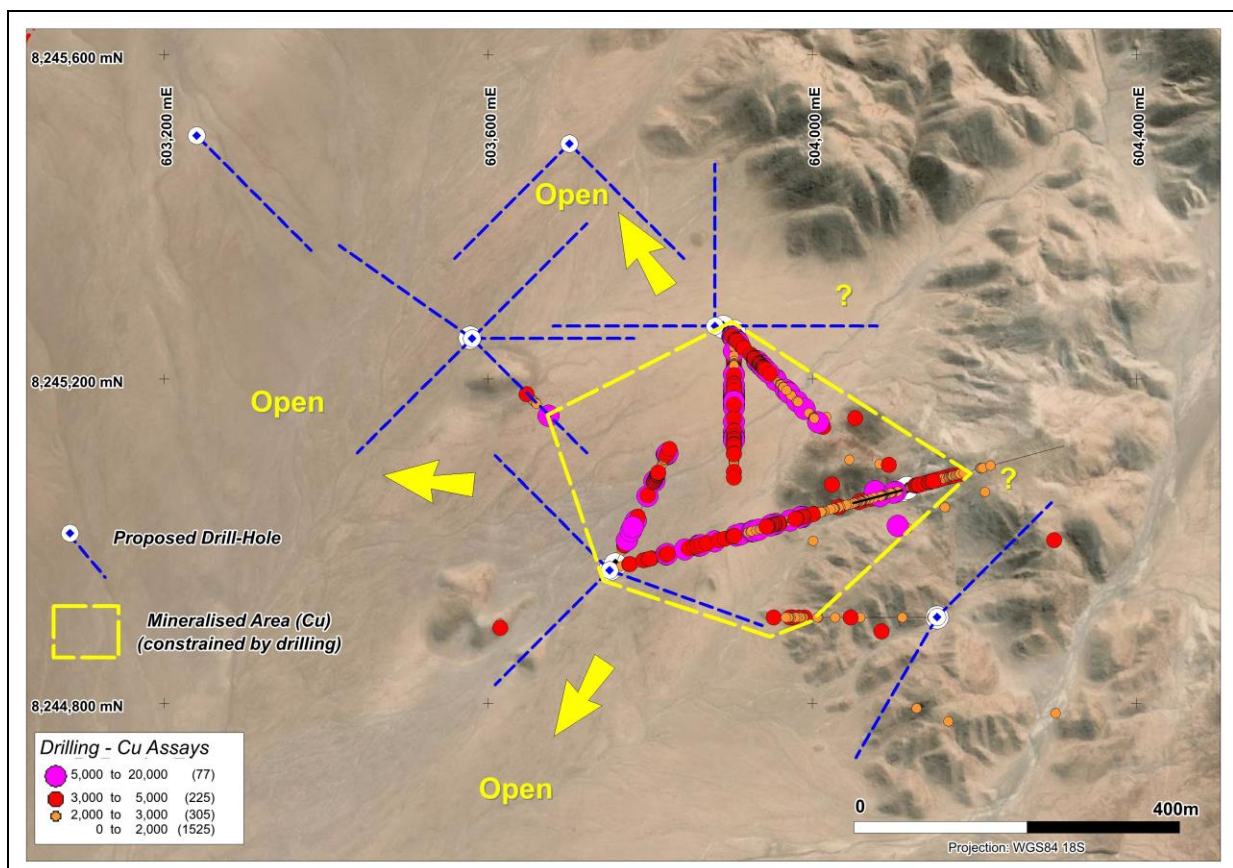 8,245,600 mN
603,200 mE
603,600 mE
604,000 mE
604,400 mE
Open
?
8,245,200 mN
Open
?
Proposed Drill-Hole
Mineralised Area (Cu)
(constrained by drilling)
8,244,800 mN
Open
Drilling - Cu Assays
5,000 to 20,000 (77)
3,000 to 5,000 (225)
2,000 to 3,000 (305)
0 to 2,000 (1525)
0 400m
Projection: WGS84 18S